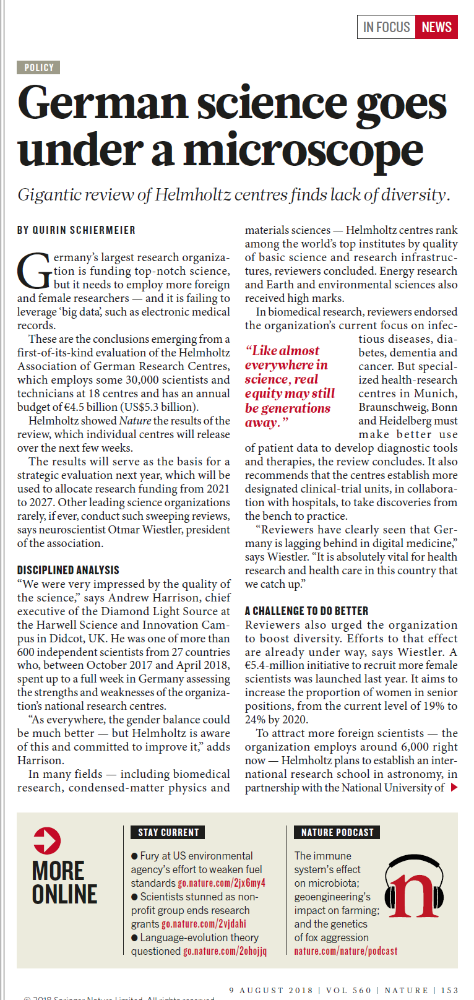 IN FOCUS NEWS
POLICY
German science goes
under a microscope
Gigantic review of Helmholtz centres finds lack of diversity.
BY QUIRIN SCHIERMEIER
Germany’s largest research organiza-
tion is funding top-notch science,
but it needs to employ more foreign
and female researchers — and it is failing to
leverage ‘big data’, such as electronic medical
records.
These are the conclusions emerging from a
first-of-its-kind evaluation of the Helmholtz
Association of German Research Centres,
which employs some 30,000 scientists and
technicians at 18 centres and has an annual
budget of €4.5 billion (US$5.3 billion).
Helmholtz showed Nature the results of the
review, which individual centres will release
over the next few weeks.
The results will serve as the basis for a
strategic evaluation next year, which will be
used to allocate research funding from 2021
to 2027. Other leading science organizations
rarely, if ever, conduct such sweeping reviews,
says neuroscientist Otmar Wiestler, president
of the association.
DISCIPLINED ANALYSIS
“We were very impressed by the quality of
the science,” says Andrew Harrison, chief
executive of the Diamond Light Source at
the Harwell Science and Innovation Cam-
pus in Didcot, UK. He was one of more than
600 independent scientists from 27 countries
who, between October 2017 and April 2018,
spent up to a full week in Germany assessing
the strengths and weaknesses of the organiza-
tion’s national research centres.
“As everywhere, the gender balance could
be much better — but Helmholtz is aware
of this and committed to improve it,” adds
Harrison.
In many fields — including biomedical
research, condensed-matter physics and
materials sciences — Helmholtz centres rank
among the world’s top institutes by quality
of basic science and research infrastruc-
tures, reviewers concluded. Energy research
and Earth and environmental sciences also
received high marks.
In biomedical research, reviewers endorsed
the organization’s current focus on infec-
tious diseases, dia-
betes, dementia and
cancer. But special-
ized health-research
centres in Munich,
Braunschweig, Bonn
and Heidelberg must
make better use
of patient data to develop diagnostic tools
and therapies, the review concludes. It also
recommends that the centres establish more
designated clinical-trial units, in collabora-
tion with hospitals, to take discoveries from
the bench to practice.
“Reviewers have clearly seen that Ger-
many is lagging behind in digital medicine,”
says Wiestler. “It is absolutely vital for health
research and health care in this country that
we catch up.”
“Like almost
everywhere in
science, real
equity may still
be generations
away.”
A CHALLENGE TO DO BETTER
Reviewers also urged the organization
to boost diversity. Efforts to that effect
are already under way, says Wiestler. A
€5.4-million initiative to recruit more female
scientists was launched last year. It aims to
increase the proportion of women in senior
positions, from the current level of 19% to
24% by 2020.
To attract more foreign scientists — the
organization employs around 6,000 right
now — Helmholtz plans to establish an inter-
national research school in astronomy, in
partnership with the National University of
MORE
ONLINE
STAY CURRENT
● Fury at US environmental
agency’s effort to weaken fuel
standards go.nature.com/2jx6my4
● Scientists stunned as non-
profit group ends research
grants go.nature.com/2vjdahi
● Language-evolution theory
questioned go.nature.com/2ohojjq
NATURE PODCAST
The immune
system’s effect
on microbiota;
geoengineering’s
impact on farming;
and the genetics
of fox aggression
nature.com/nature/podcast
n
9 AUGUST 2018 | VOL 560 | NATURE | 153
© 2018 Springer Nature Limited. All rights reserved.